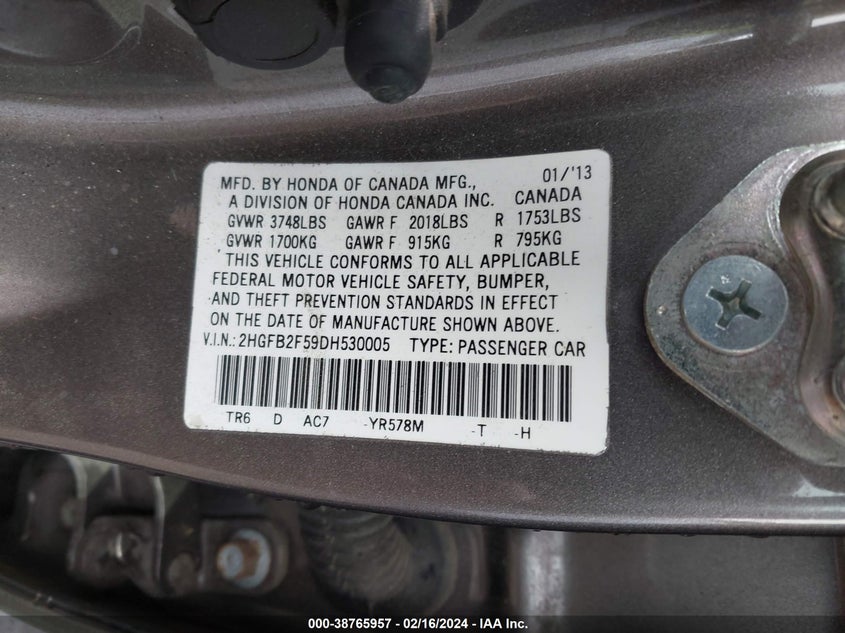 MFD. BY HONDA OF CANADA MFG., 01/'13
A DIVISION OF HONDA CANADA INC. CANADA
GVWR 3748LBS GAWR F 2018LBS R 1753LBS
GVWR 1700KG GAWR F 915KG R 795KG
THIS VEHICLE CONFORMS TO ALL APPLICABLE
FEDERAL MOTOR VEHICLE SAFETY, BUMPER,
AND THEFT PREVENTION STANDARDS IN EFFECT
ON THE DATE OF MANUFACTURE SHOWN ABOVE.
V.I.N.: 2HGFB2F59DH530005 TYPE: PASSENGER CAR
TR6 D AC7 -YR578M -T -H
000-38765957 - 02/16/2024 - IAA Inc.